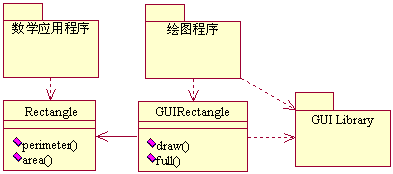 数学应用程序
绘图程序
Rectangle
perimeter()
area()
GUIRectangle
draw()
full()
GUI Library